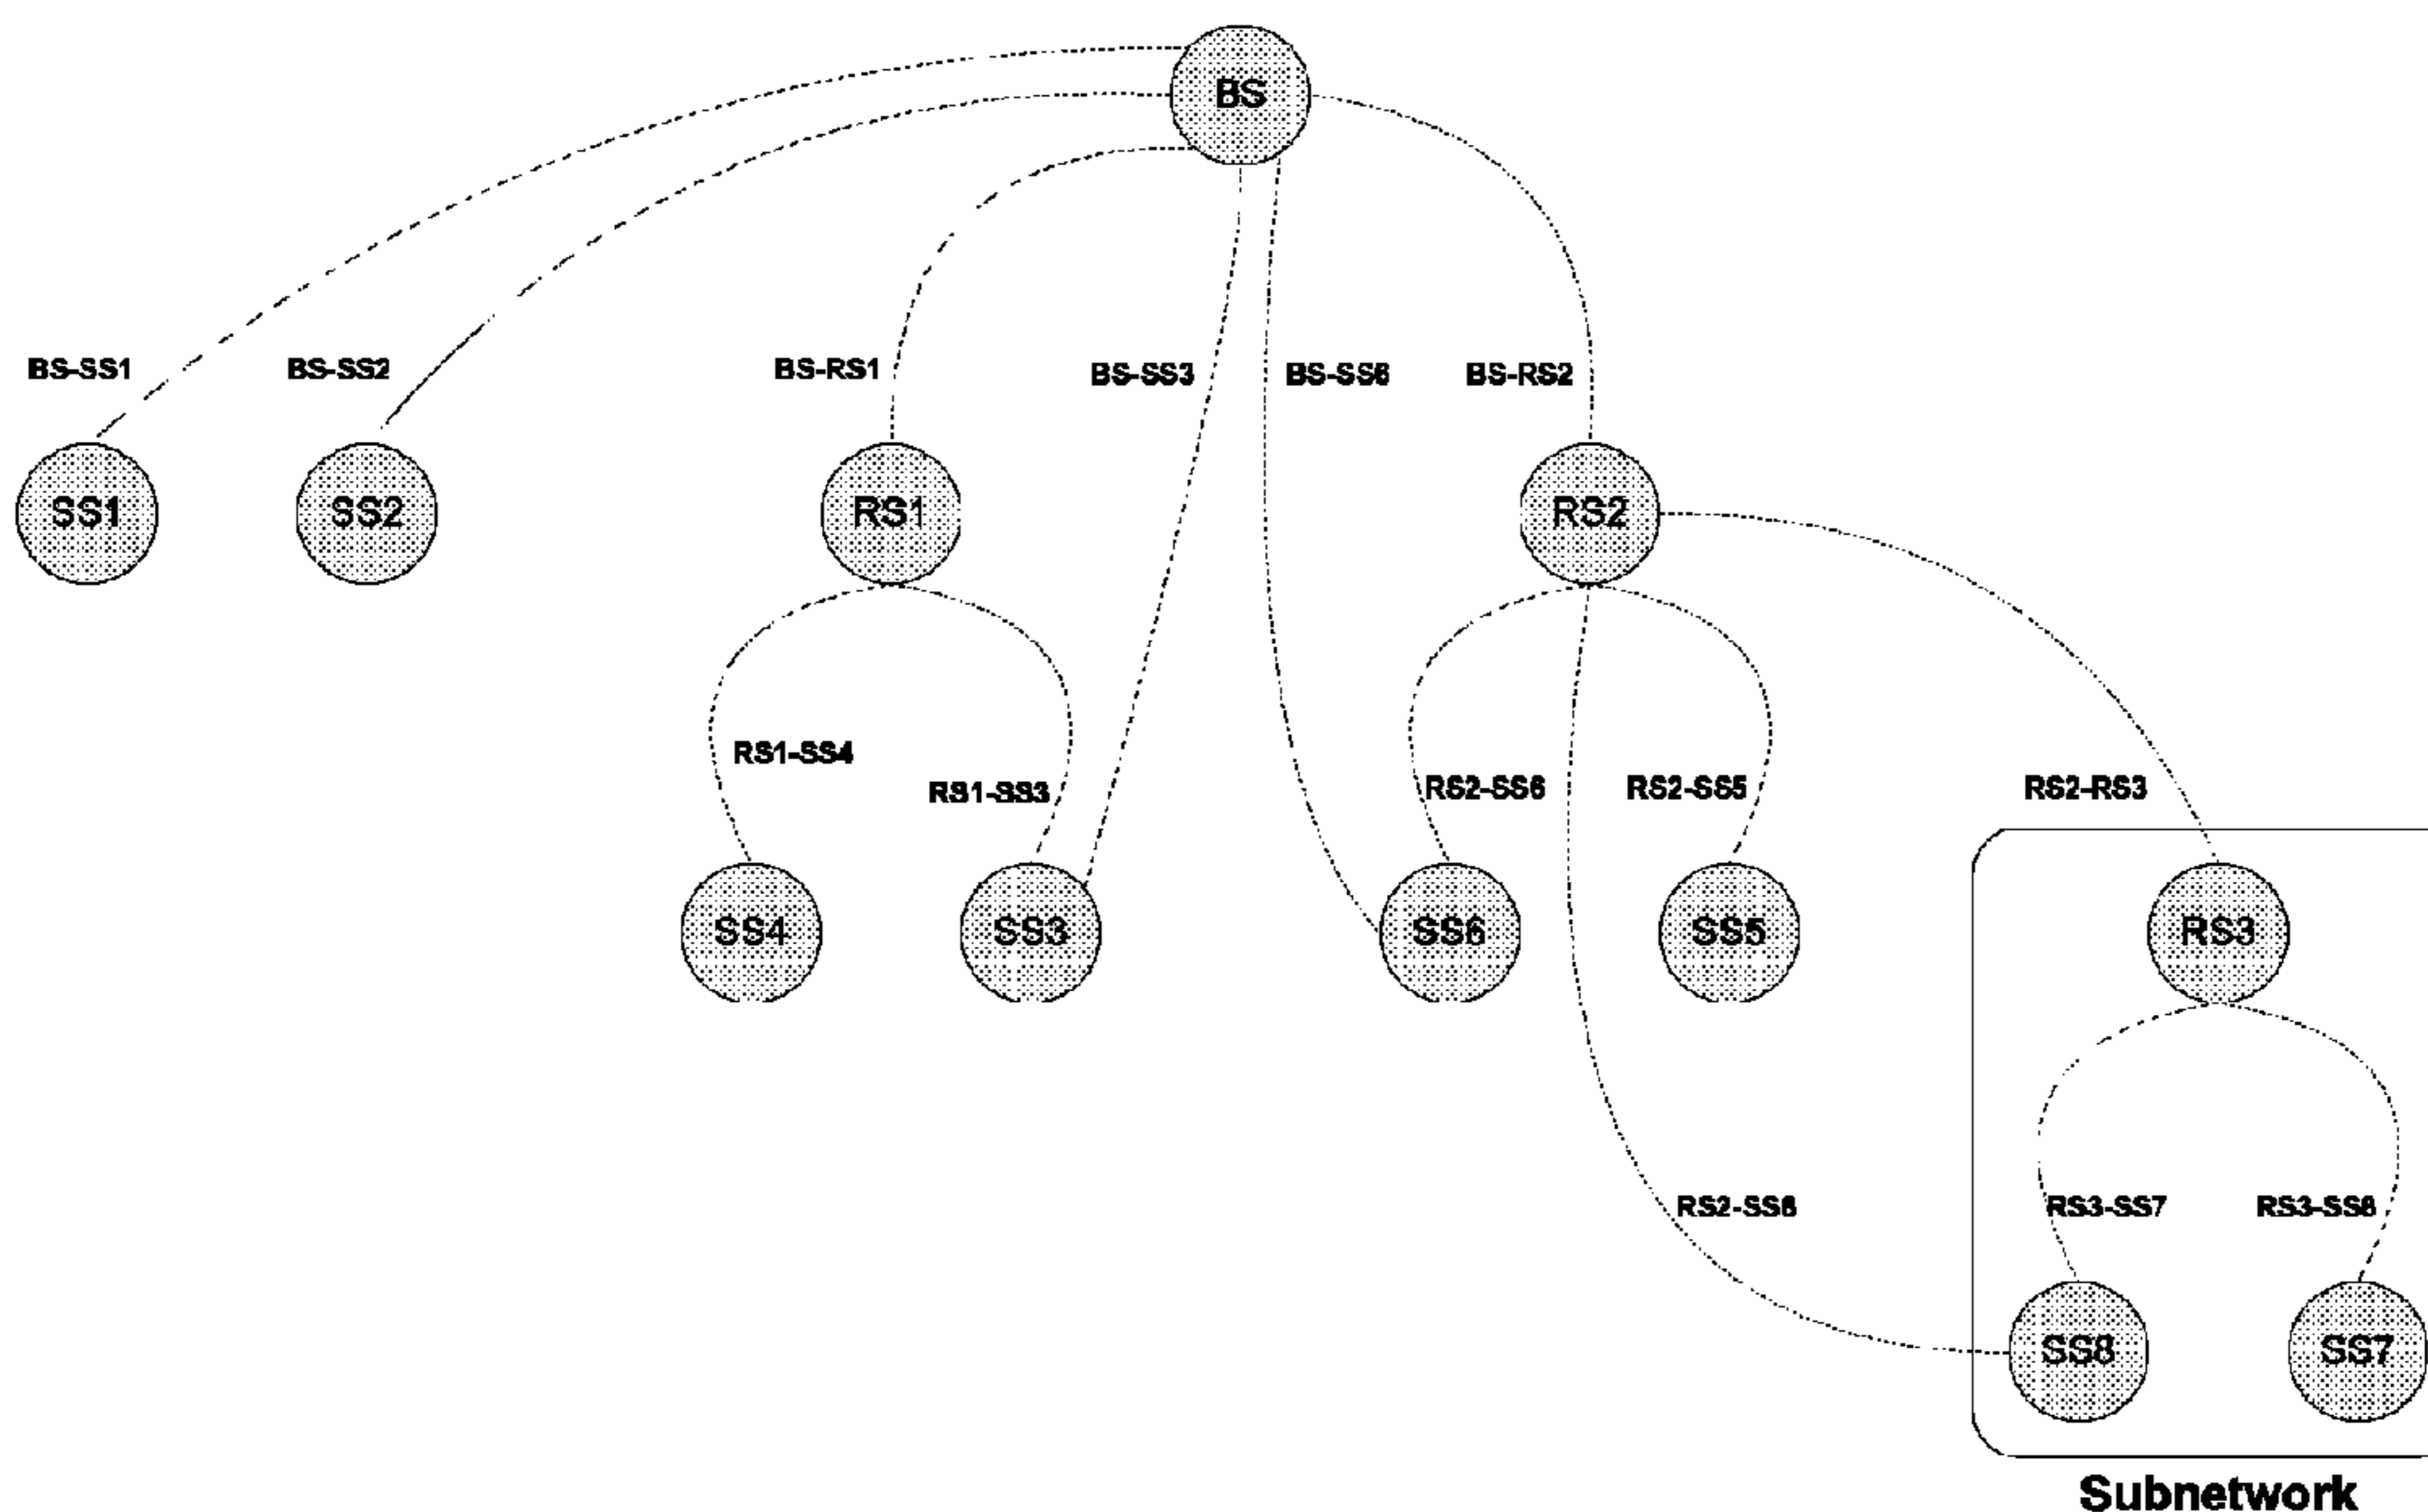 BS
BS-SS1
BS-SS2
BS-RS1
BS-SS3
BS-SS6
BS-RS2
SS1
SS2
RS1
RS2
RS1-SS4
RS1-SS3
RS2-SS6
RS2-SS5
RS2-RS3
SS4
SS3
SS6
SS5
RS3
RS2-SS8
RS3-SS7
RS3-SS8
SS8
SS7
Subnetwork